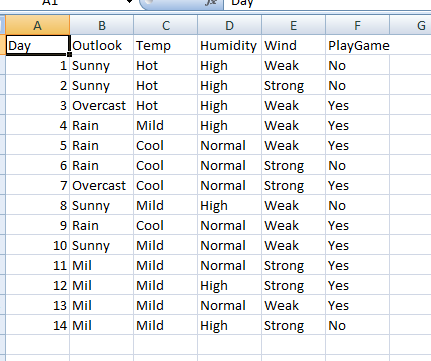 A1 fx Day
A B C D E F G
Day Outlook Temp Humidity Wind PlayGame
1 Sunny Hot High Weak No
2 Sunny Hot High Strong No
3 Overcast Hot High Weak Yes
4 Rain Mild High Weak Yes
5 Rain Cool Normal Weak Yes
6 Rain Cool Normal Strong No
7 Overcast Cool Normal Strong Yes
8 Sunny Mild High Weak No
9 Rain Cool Normal Weak Yes
10 Sunny Mild Normal Weak Yes
11 Mil Mild Normal Strong Yes
12 Mil Mild High Strong Yes
13 Mil Mild Normal Weak Yes
14 Mil Mild High Strong No